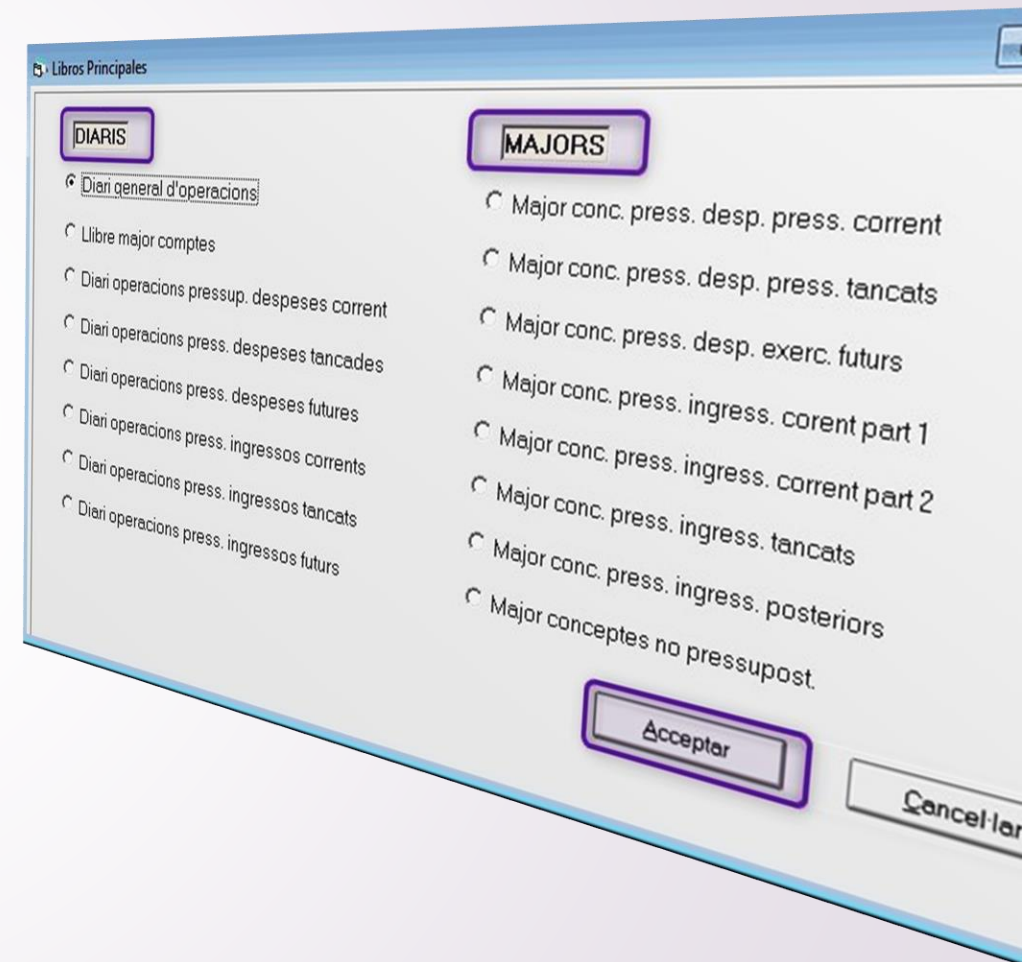 Libros Principales
DIARIS
Diari general d'operacions
Llibre major comptes
Diari operacions pressup. despeses corrent
Diari operacions press. despeses tancades
Diari operacions press. despeses futures
Diari operacions press. ingressos corrents
Diari operacions press. ingressos tancats
Diari operacions press. ingressos futurs
MAJORS
Major conc. press. desp. press. corrent
Major conc. press. desp. press. tancats
Major conc. press. desp. exerc. futurs
Major conc. press. ingress. corent part 1
Major conc. press. ingress. corrent part 2
Major conc. press. ingress. tancats
Major conc. press. ingress. posteriors
Major conceptes no pressupost.
Acceptar
Cancel·lar